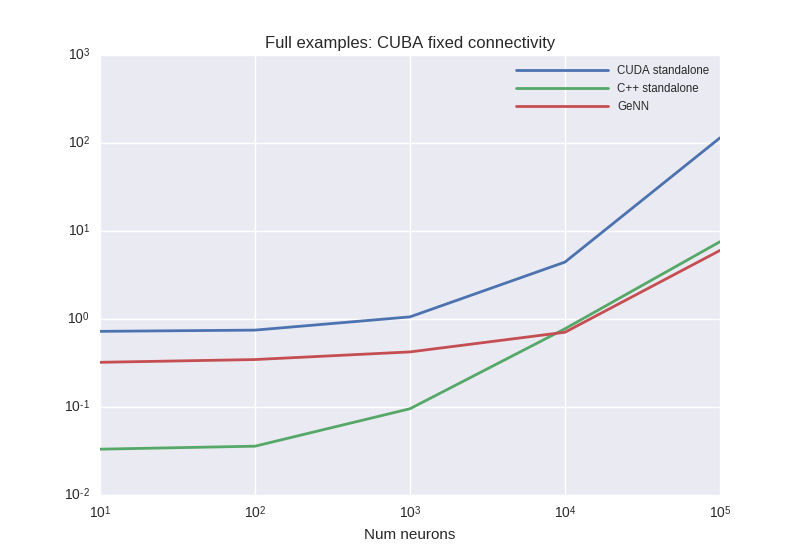 Full examples: CUBA fixed connectivity
CUDA standalone
C++ standalone
GeNN
10³
10²
10¹
10⁰
10⁻¹
10⁻²
10¹ 10² 10³ 10⁴ 10⁵
Num neurons